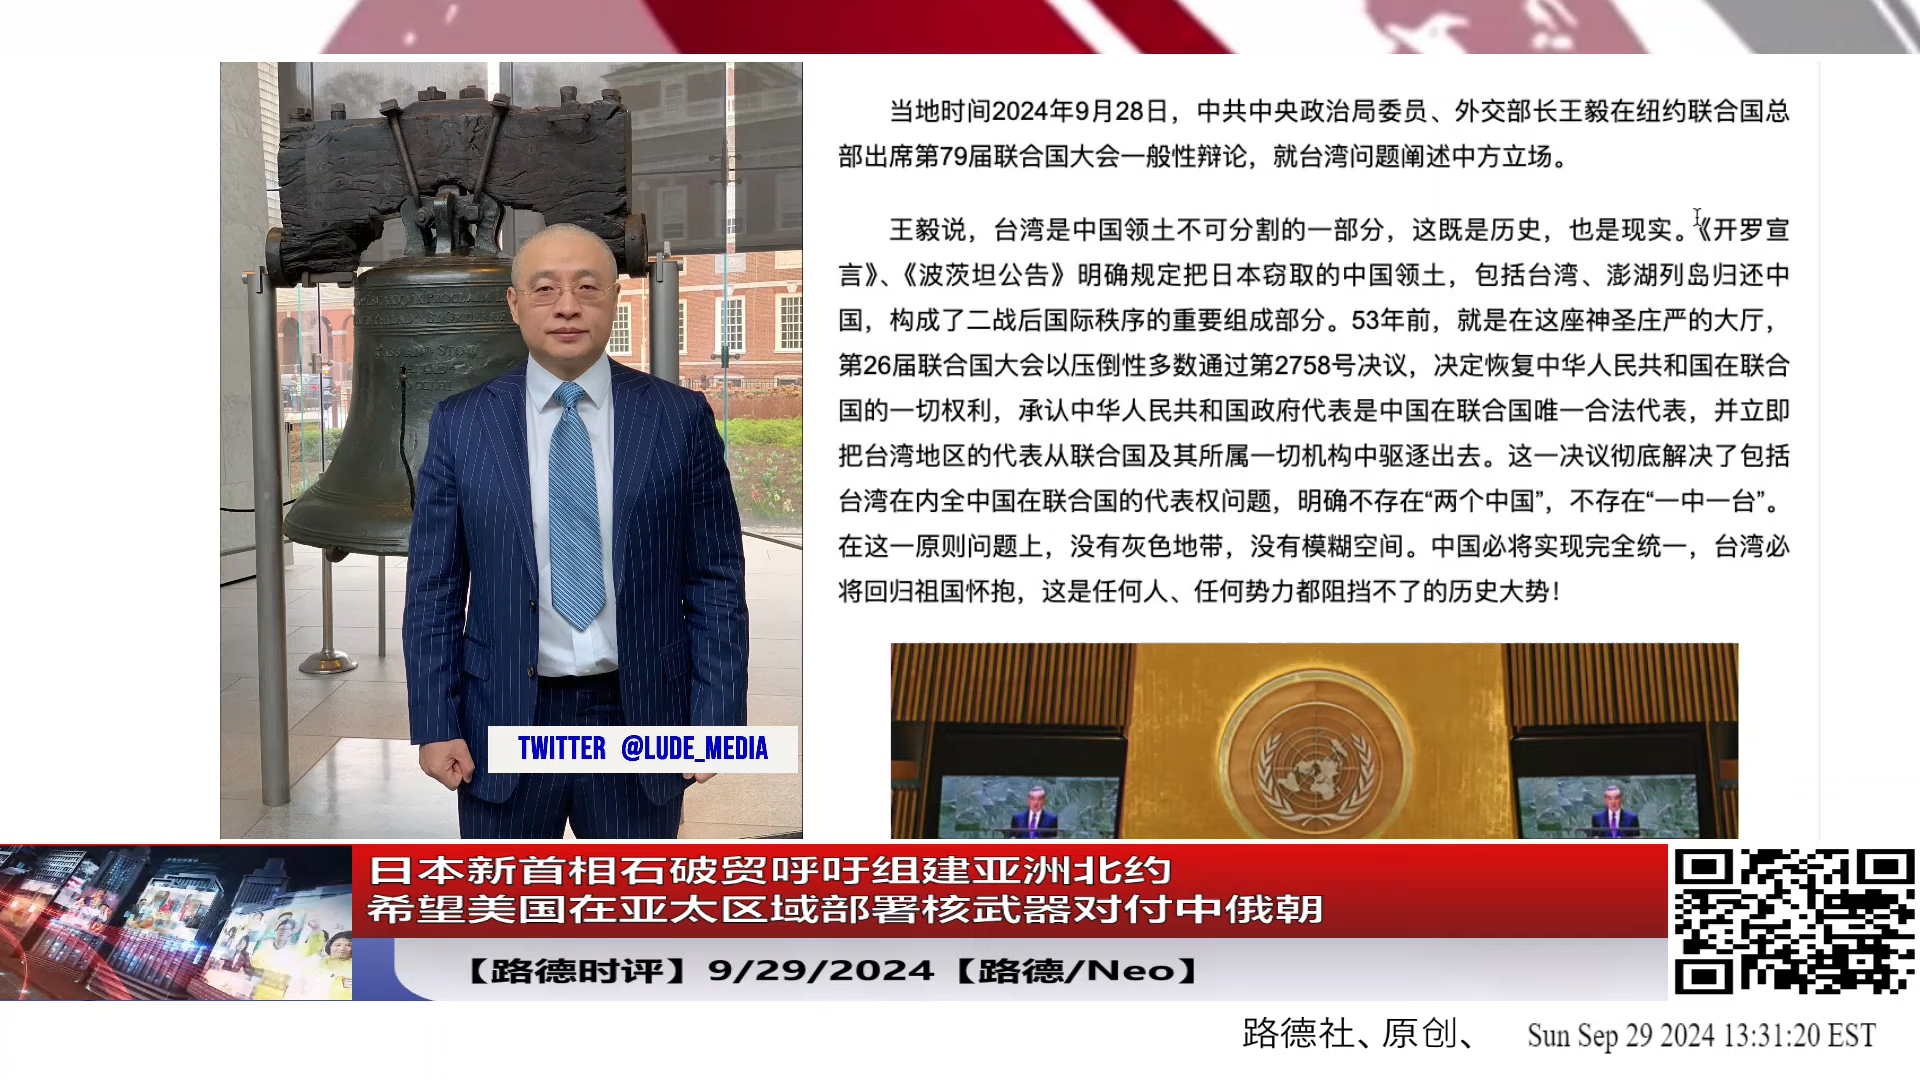 当地时间2024年9月28日，中共中央政治局委员、外交部长王毅在纽约联合国总
部出席第79届联合国大会一般性辩论，就台湾问题阐述中方立场。
王毅说，台湾是中国领土不可分割的一部分，这既是历史，也是现实。《开罗宣
言》、《波茨坦公告》明确规定把日本窃取的中国领土，包括台湾、澎湖列岛归还中
国，构成了二战后国际秩序的重要组成部分。53年前，就是在这座神圣庄严的大厅，
第26届联合国大会以压倒性多数通过第2758号决议，决定恢复中华人民共和国在联合
国的一切权利，承认中华人民共和国政府代表是中国在联合国唯一合法代表，并立即
把台湾地区的代表从联合国及其所属一切机构中驱逐出去。这一决议彻底解决了包括
台湾在内全中国在联合国的代表权问题，明确不存在“两个中国”，不存在“一中一台”。
在这一原则问题上，没有灰色地带，没有模糊空间。中国必将实现完全统一，台湾必
将回归祖国怀抱，这是任何人、任何势力都阻挡不了的历史大势！
PASS AND STOW
TWITTER @LUDE_MEDIA
日本新首相石破贸呼吁组建亚洲北约
希望美国在亚太区域部署核武器对付中俄朝
【路德时评】9/29/2024【路德/Neo】
路德社、原创、
Sun Sep 29 2024 13:31:20 EST